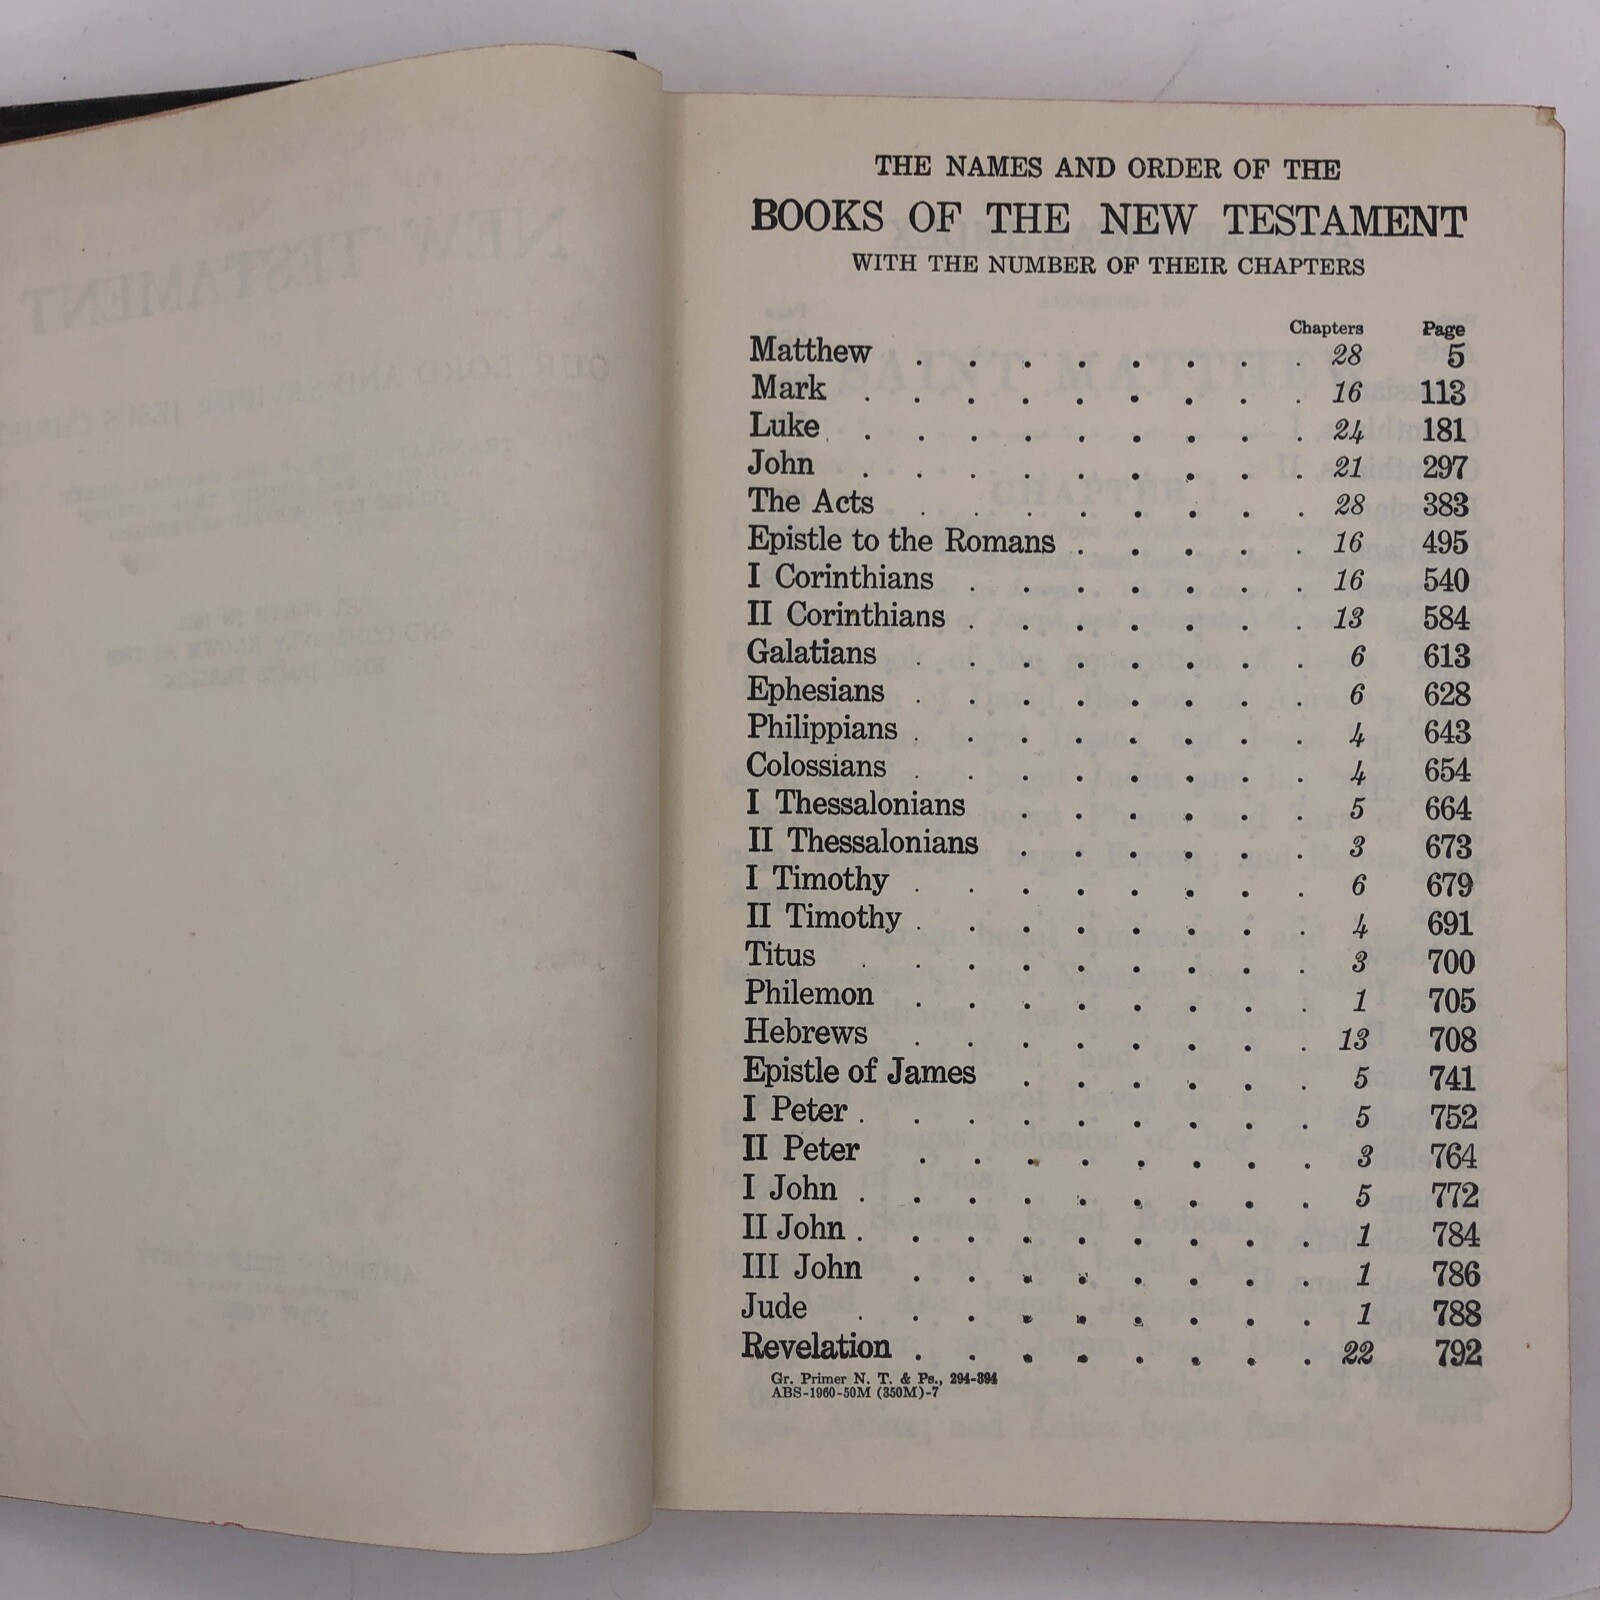 THE NAMES AND ORDER OF THE
BOOKS OF THE NEW TESTAMENT
WITH THE NUMBER OF THEIR CHAPTERS
Chapters Page
Matthew . . . . . . . . 28 5
Mark . . . . . . . . . 16 113
Luke . . . . . . . . . 24 181
John . . . . . . . . . 21 297
The Acts . . . . . . . . 28 383
Epistle to the Romans . . . . . 16 495
I Corinthians . . . . . . . 16 540
II Corinthians . . . . . . . 13 584
Galatians . . . . . . . . 6 613
Ephesians . . . . . . . . 6 628
Philippians . . . . . . . . 4 643
Colossians . . . . . . . . 4 654
I Thessalonians . . . . . . 5 664
II Thessalonians . . . . . . 3 673
I Timothy . . . . . . . . 6 679
II Timothy . . . . . . . . 4 691
Titus . . . . . . . . . 3 700
Philemon . . . . . . . . 1 705
Hebrews . . . . . . . . 13 708
Epistle of James . . . . . . 5 741
I Peter . . . . . . . . . 5 752
II Peter . . . . . . . . 3 764
I John . . . . . . . . . 5 772
II John . . . . . . . . . 1 784
III John . . . . . . . . 1 786
Jude . . . . . . . . . 1 788
Revelation . . . . . . . . 22 792
Gr. Primer N. T. & Ps., 294-394
ABS-1960-50M (350M)-7